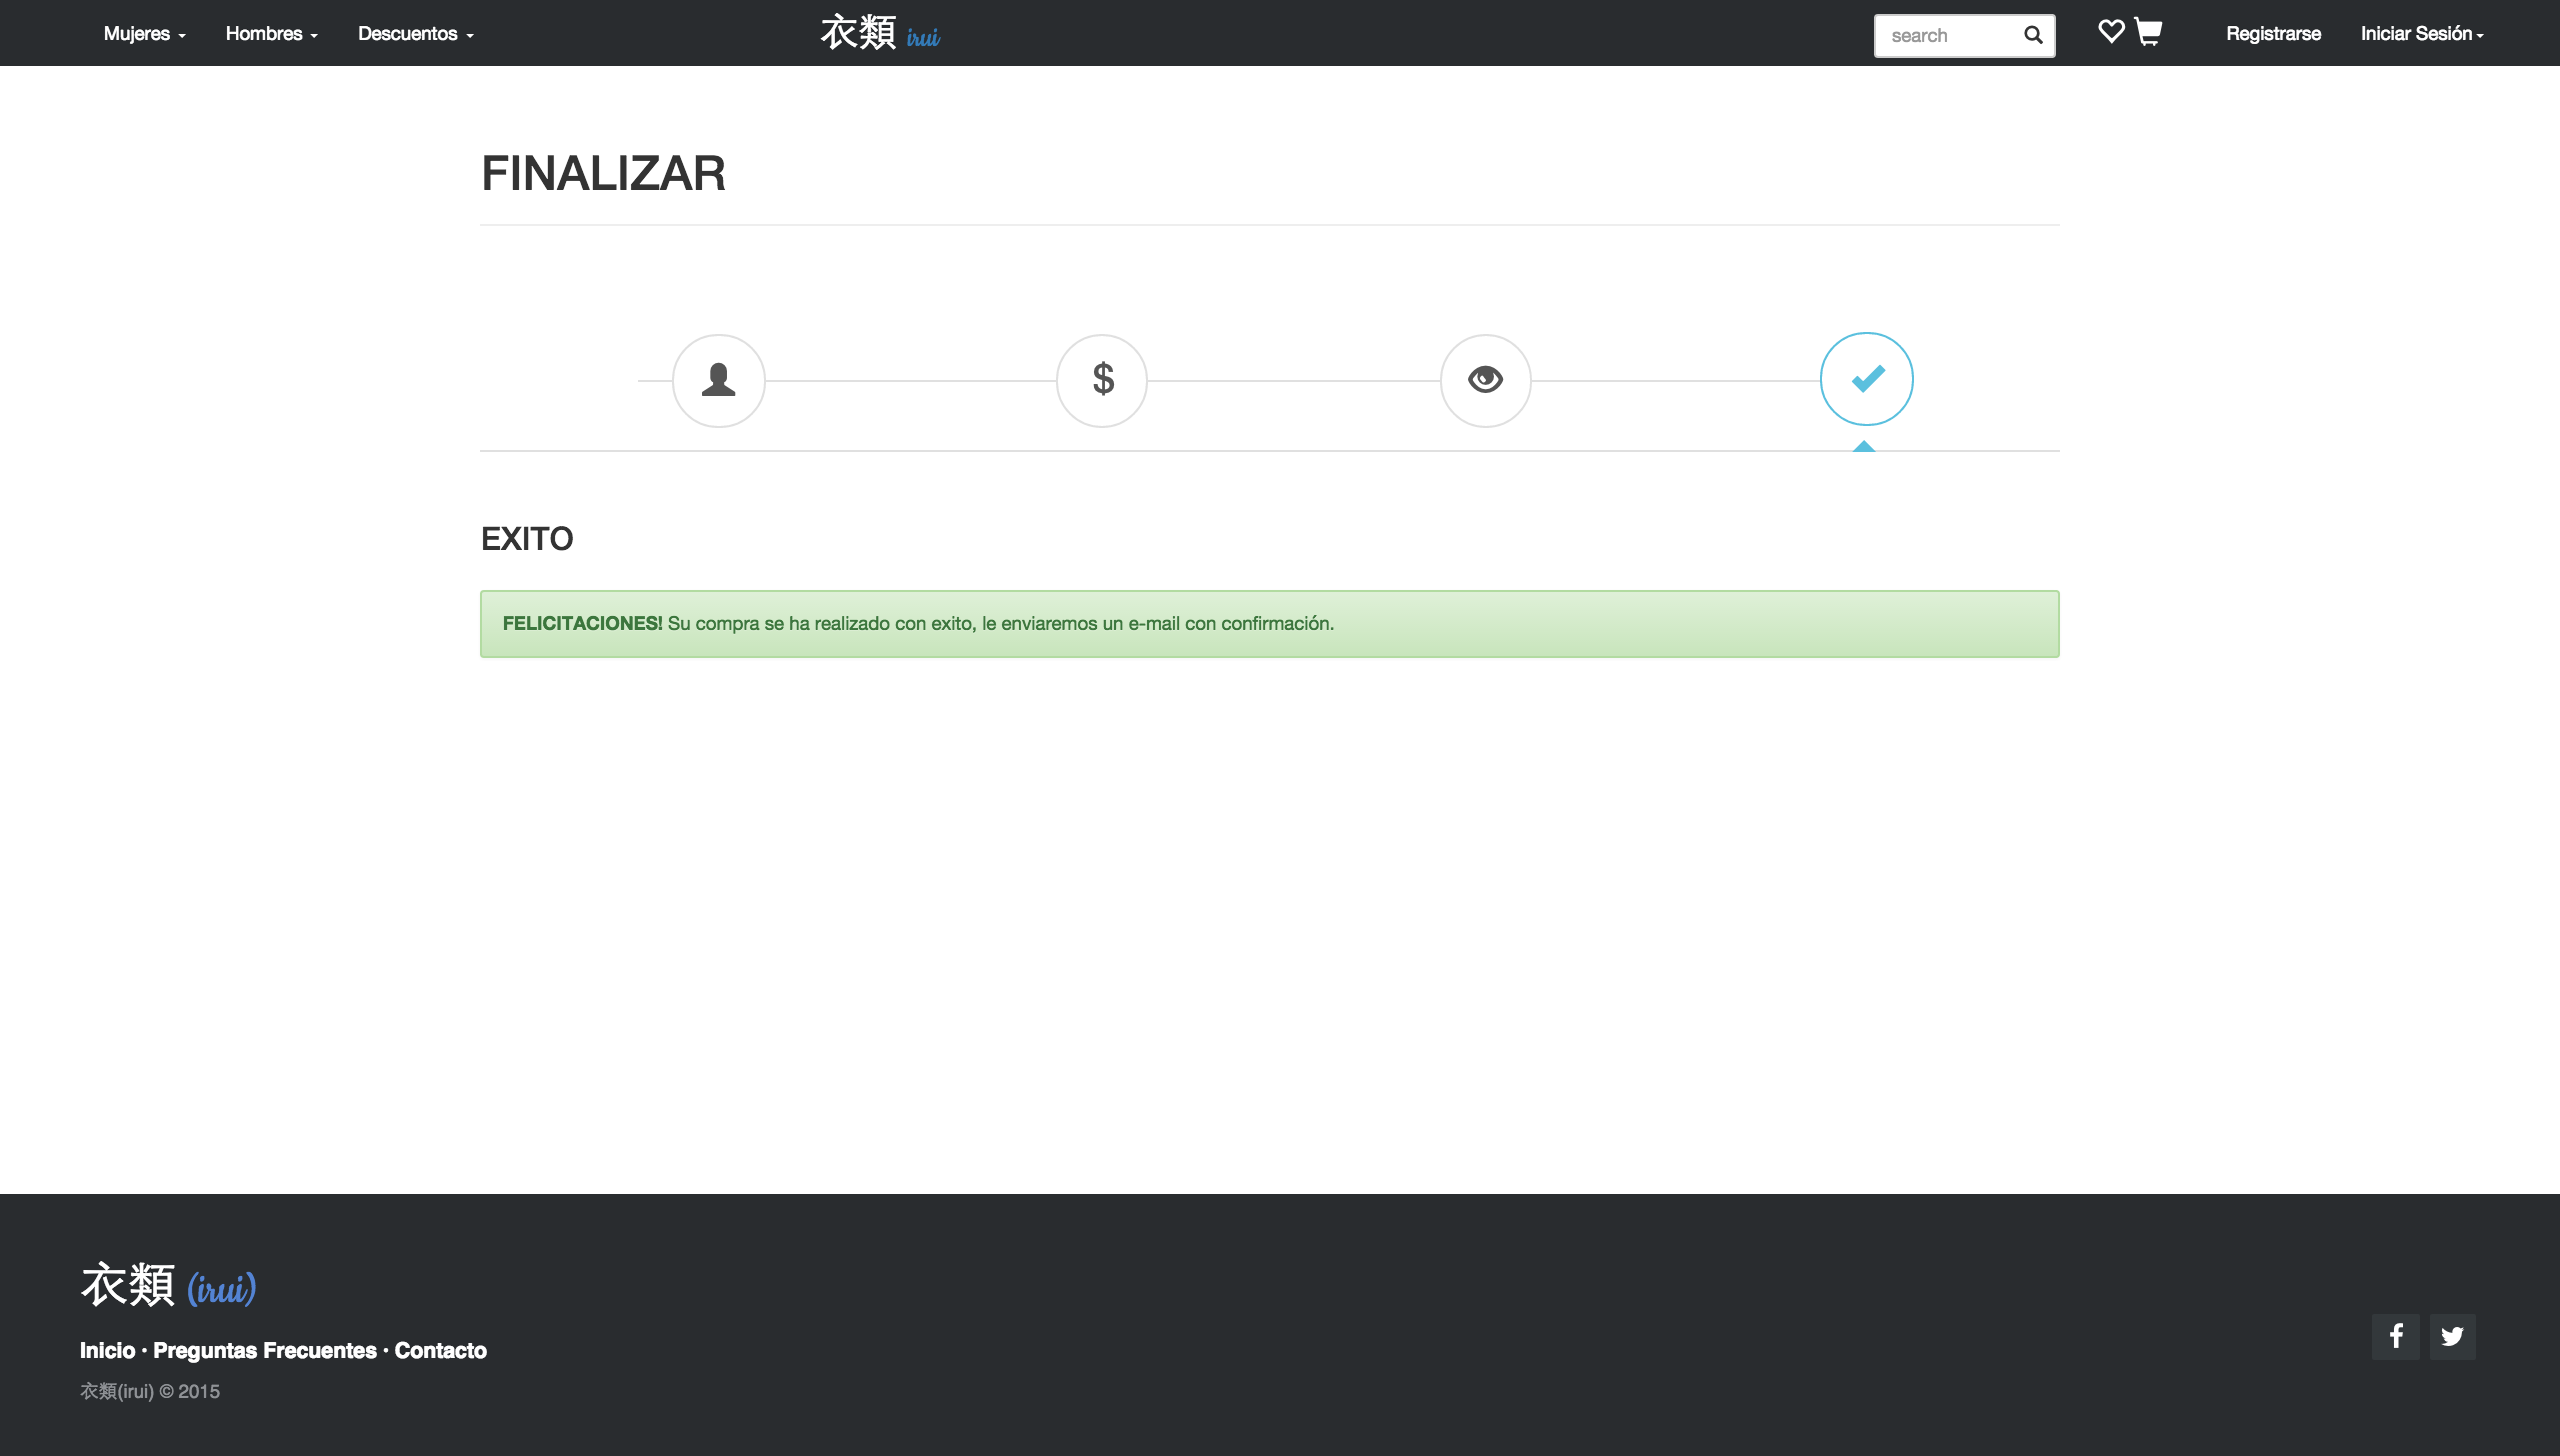 Mujeres Hombres Descuentos 衣類 irui search Registrarse Iniciar Sesión
FINALIZAR
$
EXITO
FELICITACIONES! Su compra se ha realizado con exito, le enviaremos un e-mail con confirmación.
衣類 (irui)
Inicio · Preguntas Frecuentes · Contacto
衣類(irui) © 2015